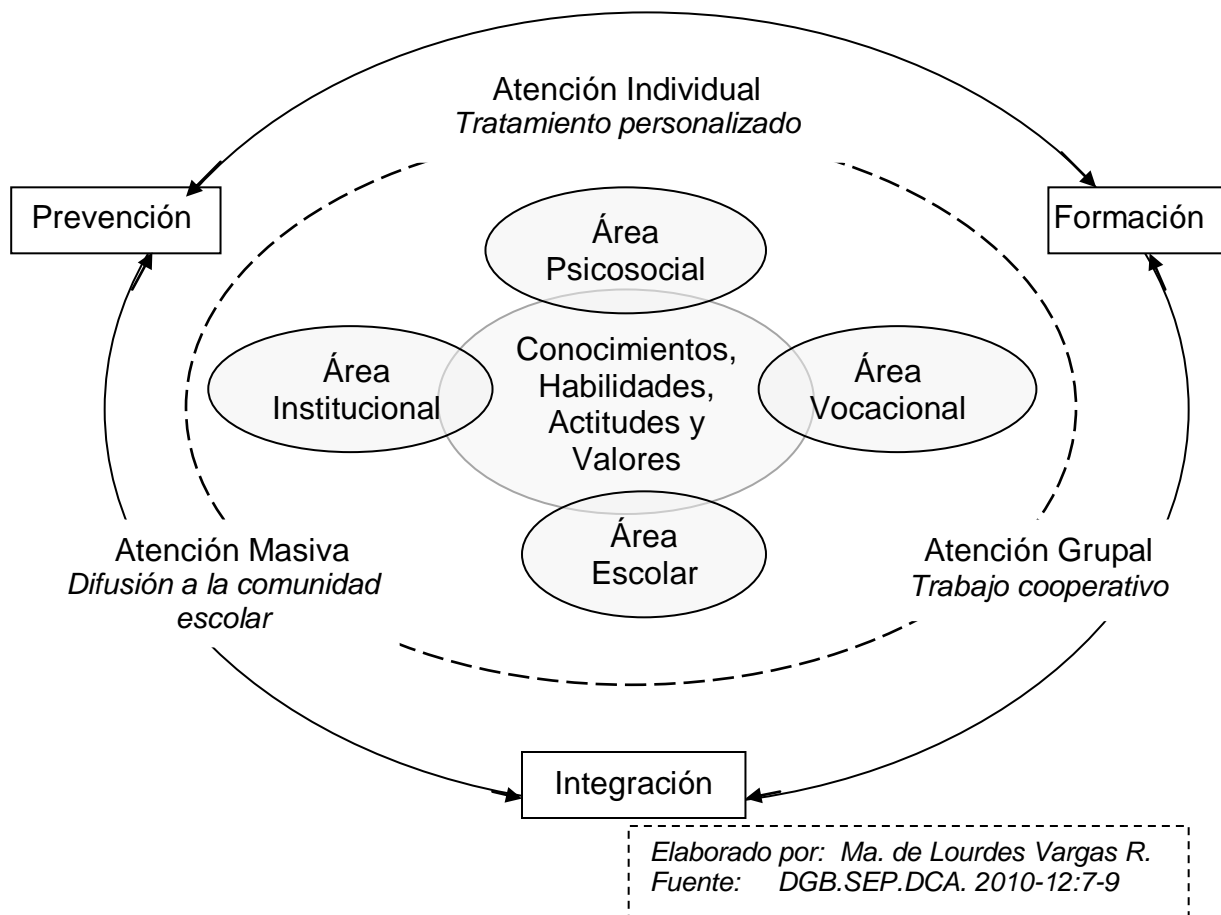 Atención Individual
Tratamiento personalizado
Prevención
Formación
Área
Psicosocial
Área
Institucional
Conocimientos,
Habilidades,
Actitudes y
Valores
Área
Vocacional
Área
Escolar
Atención Masiva
Difusión a la comunidad
escolar
Atención Grupal
Trabajo cooperativo
Integración
Elaborado por: Ma. de Lourdes Vargas R.
Fuente: DGB.SEP.DCA. 2010-12:7-9